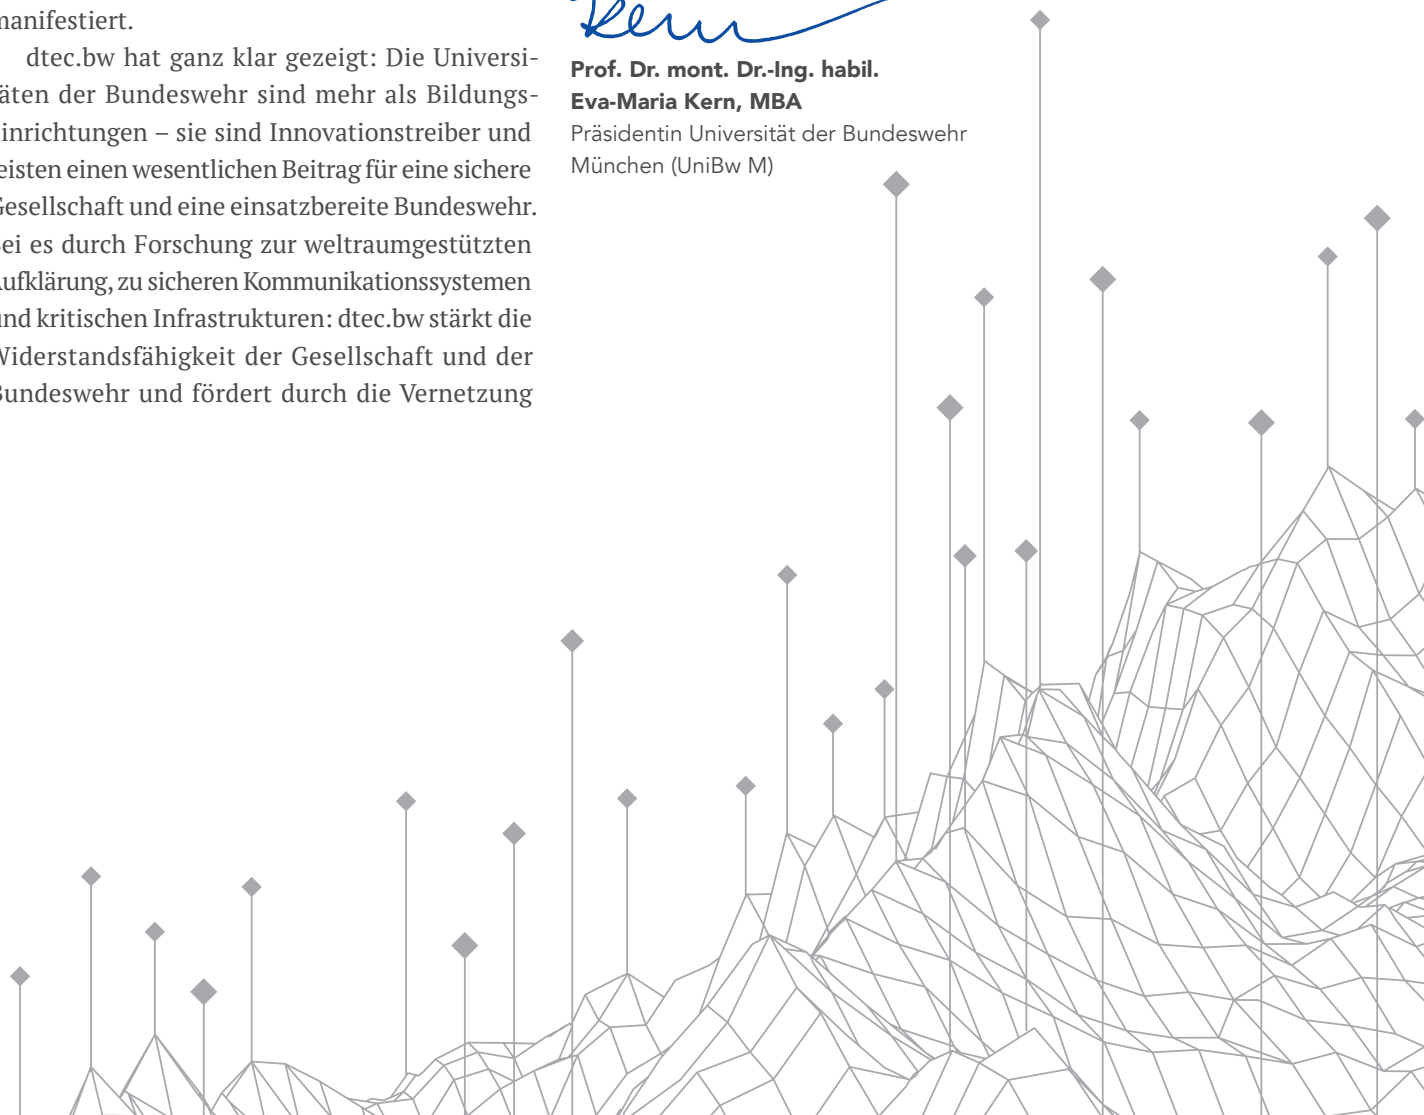 manifestiert.
dtec.bw hat ganz klar gezeigt: Die Universi-
äten der Bundeswehr sind mehr als Bildungs-
inrichtungen – sie sind Innovationstreiber und
eisten einen wesentlichen Beitrag für eine sichere
Gesellschaft und eine einsatzbereite Bundeswehr.
ei es durch Forschung zur weltraumgestützten
ufklärung, zu sicheren Kommunikationssystemen
nd kritischen Infrastrukturen: dtec.bw stärkt die
Widerstandsfähigkeit der Gesellschaft und der
Bundeswehr und fördert durch die Vernetzung
Kern
Prof. Dr. mont. Dr.-Ing. habil.
Eva-Maria Kern, MBA
Präsidentin Universität der Bundeswehr
München (UniBw M)